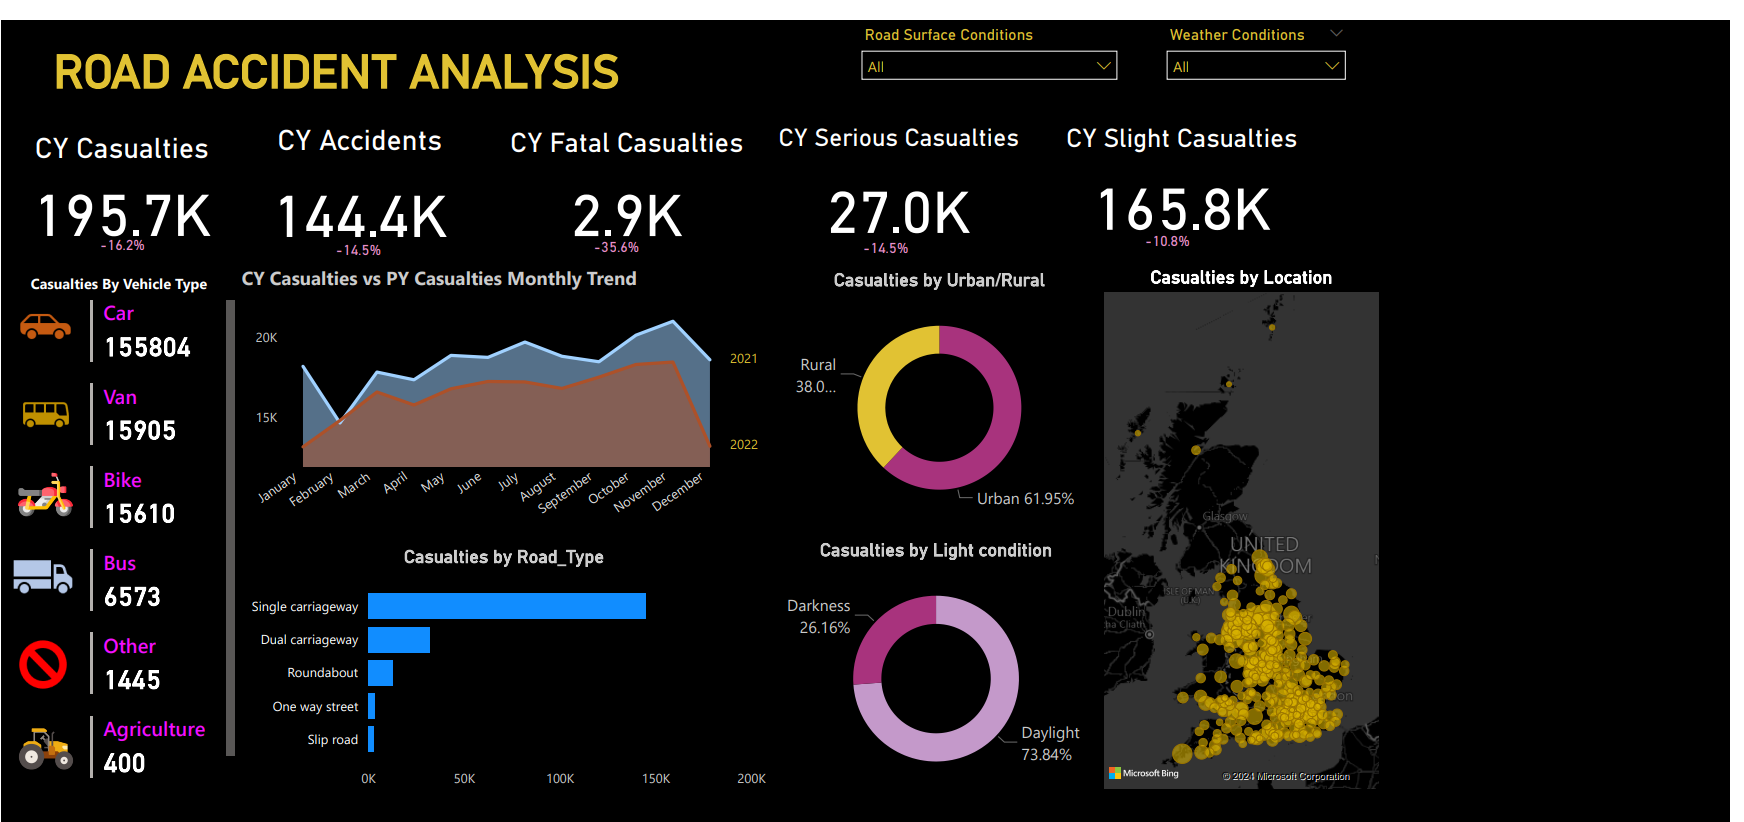 ROAD ACCIDENT ANALYSIS
Road Surface Conditions
All
Weather Conditions
All
CY Casualties
195.7K
-16.2%
CY Accidents
144.4K
-14.5%
CY Fatal Casualties
2.9K
-35.6%
CY Serious Casualties
27.0K
-14.5%
CY Slight Casualties
165.8K
-10.8%
Casualties By Vehicle Type
Car
155804
Van
15905
Bike
15610
Bus
6573
Other
1445
Agriculture
400
CY Casualties vs PY Casualties Monthly Trend
20K
15K
2021
2022
January
February
March
April
May
June
July
August
September
October
November
December
Casualties by Road_Type
Single carriageway
Dual carriageway
Roundabout
One way street
Slip road
0K
50K
100K
150K
200K
Casualties by Urban/Rural
Rural
38.0...
Urban 61.95%
Casualties by Light condition
Darkness
26.16%
Daylight
73.84%
Casualties by Location
Glasgow
UNITED
KINGDOM
ISLE OF MAN
(U.K.)
Dublin
Microsoft Bing
© 2024 Microsoft Corporation